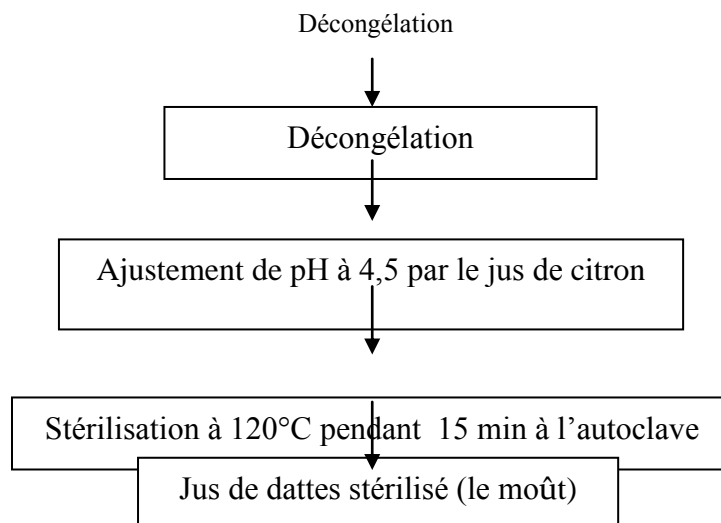 Décongélation
Décongélation
Ajustement de pH à 4,5 par le jus de citron
Stérilisation à 120°C pendant 15 min à l’autoclave
Jus de dattes stérilisé (le moût)